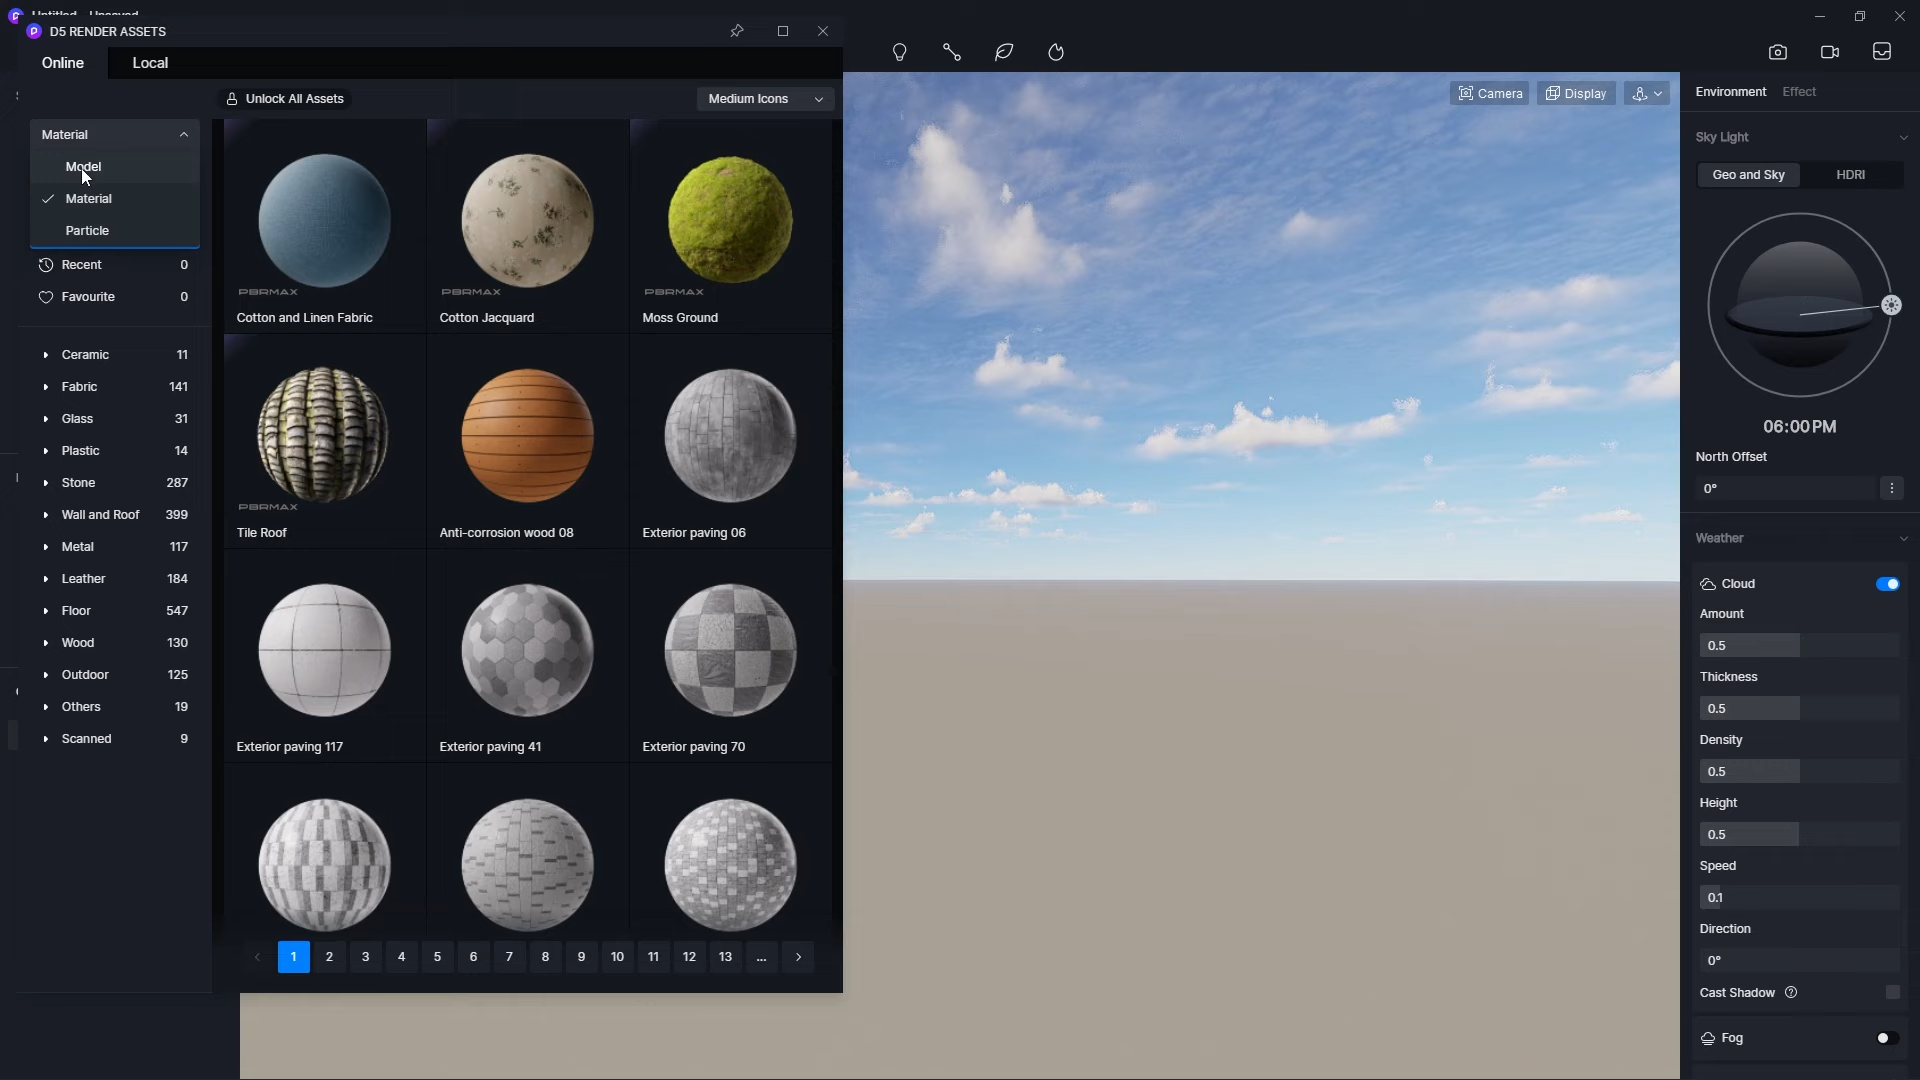 D5 RENDER ASSETS
Online
Local
Unlock All Assets
Medium Icons
Material
Model
Material
Particle
Recent 0
Favourite 0
Ceramic 11
Fabric 141
Glass 31
Plastic 14
Stone 287
Wall and Roof 399
Metal 117
Leather 184
Floor 547
Wood 130
Outdoor 125
Others 19
Scanned 9
PBRMAX
PBRMAX
PBRMAX
Cotton and Linen Fabric
Cotton Jacquard
Moss Ground
PBRMAX
Tile Roof
Anti-corrosion wood 08
Exterior paving 06
Exterior paving 117
Exterior paving 41
Exterior paving 70
1 2 3 4 5 6 7 8 9 10 11 12 13 ...
Camera
Display
Environment
Effect
Sky Light
Geo and Sky
HDRI
06:00PM
North Offset
0°
Weather
Cloud
Amount
0.5
Thickness
0.5
Density
0.5
Height
0.5
Speed
0.1
Direction
0°
Cast Shadow
Fog